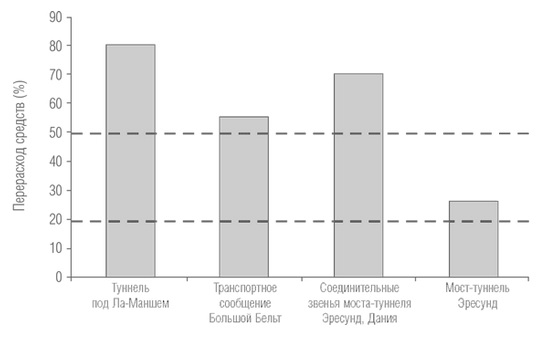 Перерасход средств (%)
90
80
70
60
50
40
30
20
10
0
Туннель
под Ла-Маншем
Транспортное
сообщение
Большой Бельт
Соединительные
звенья моста-туннеля
Эресунд, Дания
Мост-туннель
Эресунд